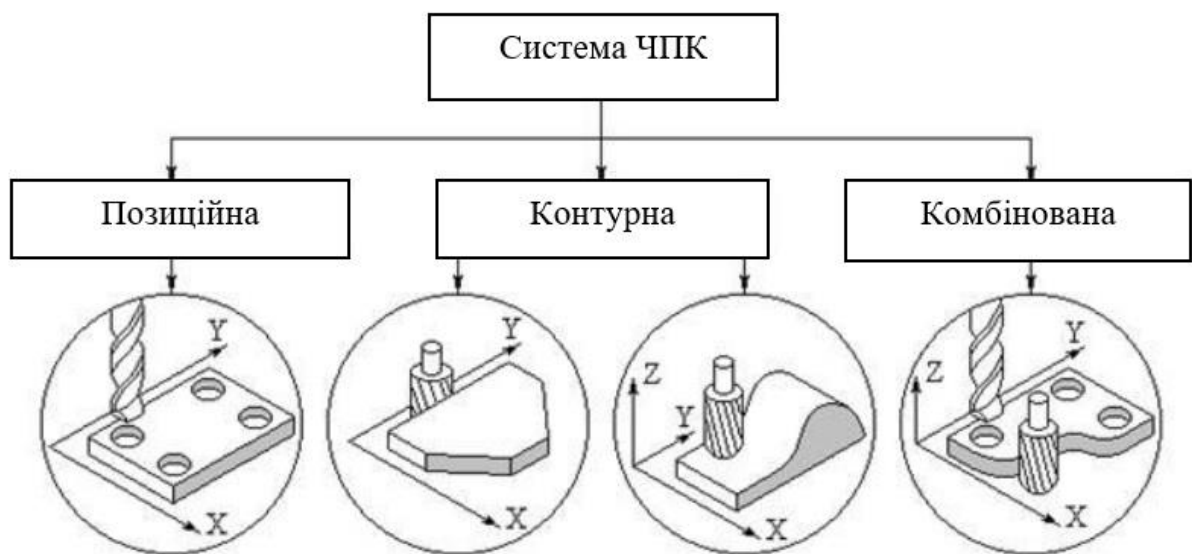 Система ЧПК
Позиційна
Контурна
Комбінована
Y
X
Y
X
Z
Y
X
Z
Y
X